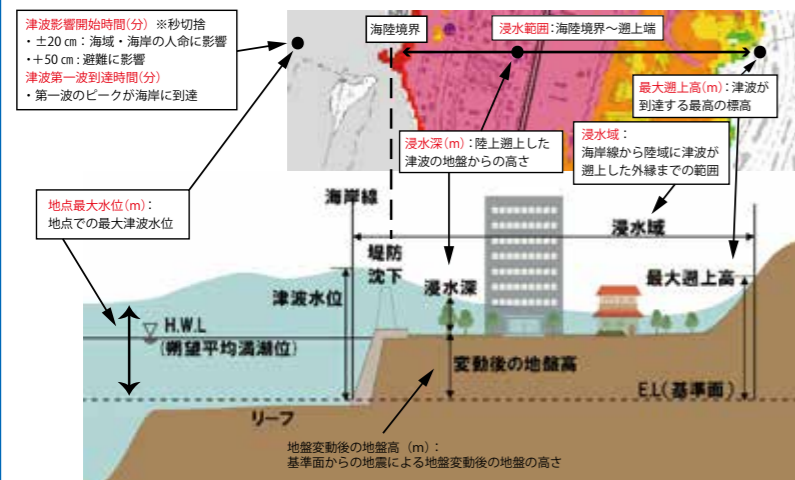 津波影響開始時間(分) ※秒切捨
・±20㎝：海域・海岸の人命に影響
・+50㎝：避難に影響
津波第一波到達時間(分)
・第一波のピークが海岸に到達
海陸境界
浸水範囲：海陸境界～遡上端
最大遡上高(m)：津波が
到達する最高の標高
浸水深(m)：陸上遡上した
津波の地盤からの高さ
浸水域：
海岸線から陸域に津波が
遡上した外縁までの範囲
地点最大水位(m)：
地点での最大津波水位
海岸線
浸水域
堤防
沈下
津波水位
浸水深
最大遡上高
H.W.L
(朔望平均満潮位)
変動後の地盤高
E.L(基準面)
リーフ
地盤変動後の地盤高（m）：
基準面からの地震による地盤変動後の地盤の高さ